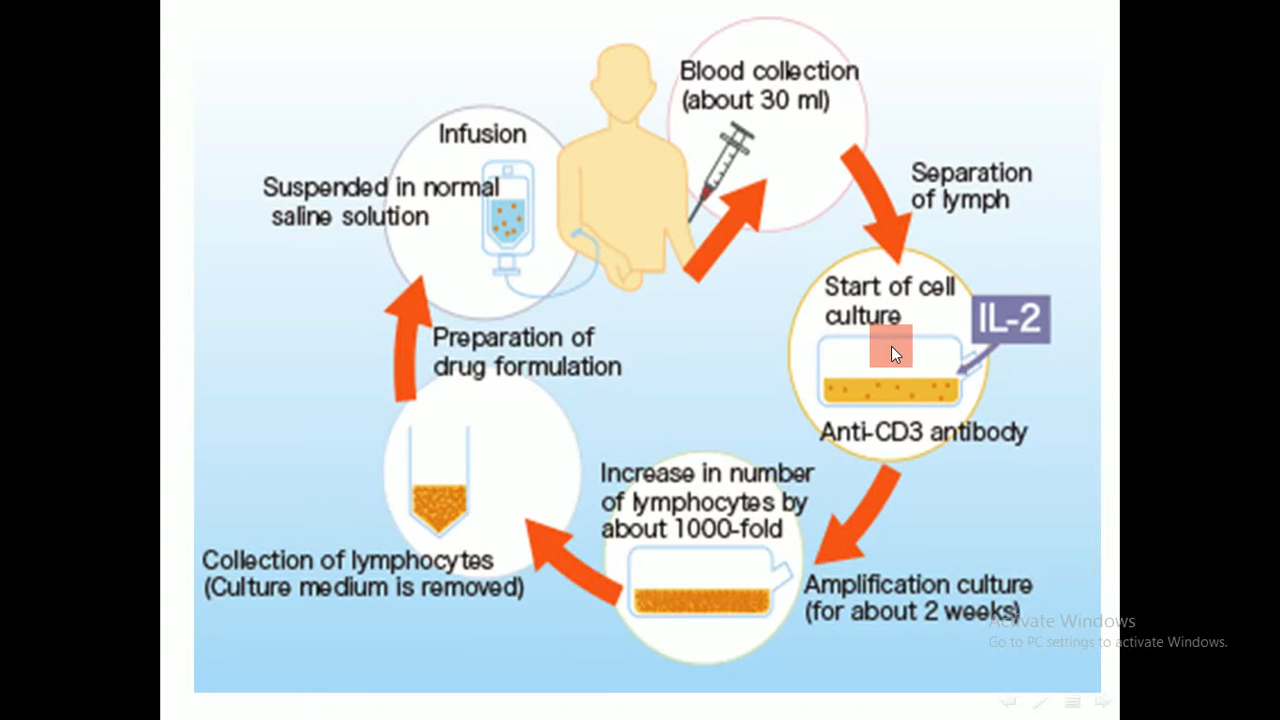 Blood collection
(about 30 ml)
Infusion
Suspended in normal
saline solution
Separation
of lymph
Start of cell
culture
IL-2
Anti-CD3 antibody
Preparation of
drug formulation
Increase in number
of lymphocytes by
about 1000-fold
Collection of lymphocytes
(Culture medium is removed)
Amplification culture
(for about 2 weeks)
Activate Windows
Go to PC settings to activate Windows.